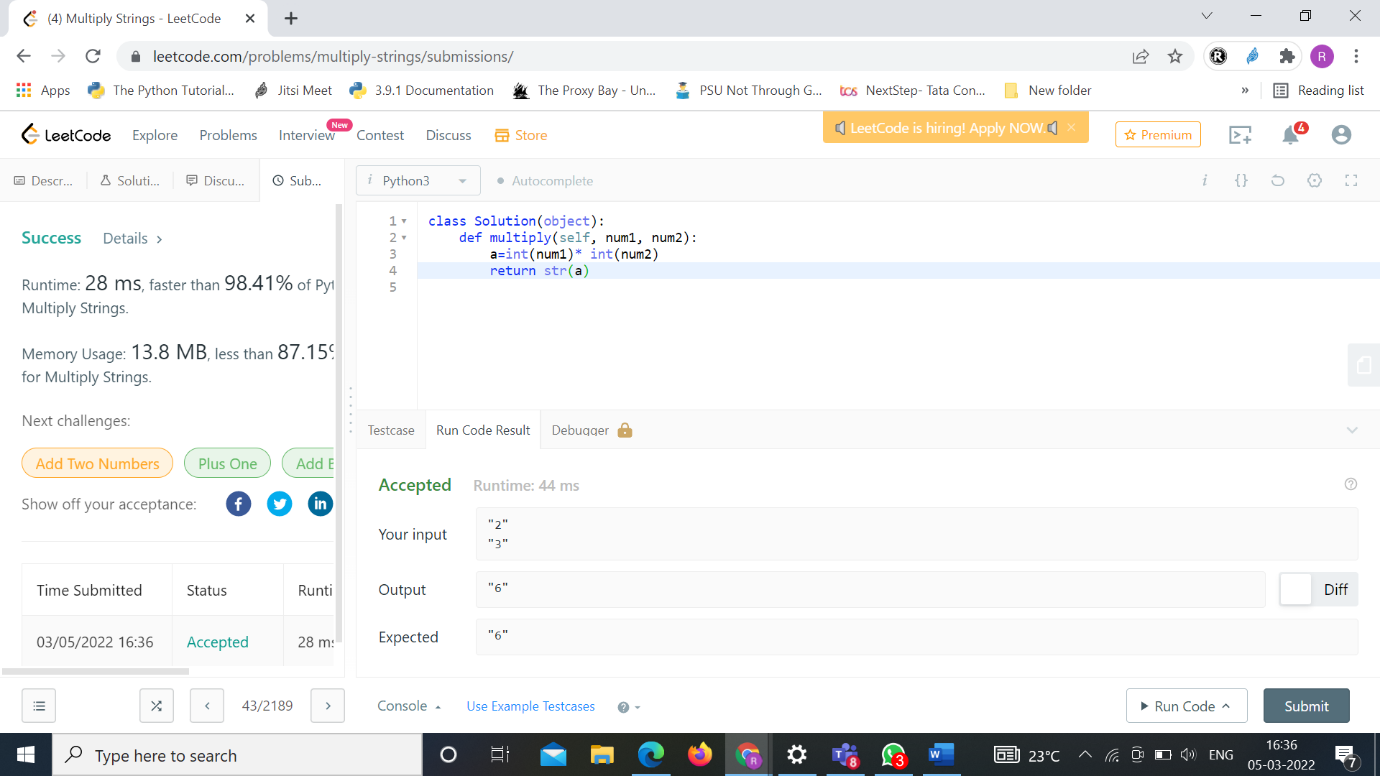 (4) Multiply Strings - LeetCode
leetcode.com/problems/multiply-strings/submissions/
R
R
Apps
The Python Tutorial...
Jitsi Meet
3.9.1 Documentation
The Proxy Bay - Un...
PSU Not Through G...
tcs NextStep- Tata Con...
New folder
»
Reading list
LeetCode
Explore
Problems
Interview
New
Contest
Discuss
Store
LeetCode is hiring! Apply NOW.
Premium
4
Descr...
Soluti...
Discu...
Sub...
i Python3
Autocomplete
i
{}
Success
Details >
Runtime: 28 ms, faster than 98.41% of Pyt
Multiply Strings.
Memory Usage: 13.8 MB, less than 87.15%
for Multiply Strings.
Next challenges:
Add Two Numbers
Plus One
Add B
Show off your acceptance:
Time Submitted
Status
Runti
03/05/2022 16:36
Accepted
28 ms
1 class Solution(object):
2 def multiply(self, num1, num2):
3 a=int(num1)* int(num2)
4 return str(a)
5
Testcase
Run Code Result
Debugger
Accepted
Runtime: 44 ms
Your input
"2"
"3"
Output
"6"
Diff
Expected
"6"
43/2189
Console
Use Example Testcases
Run Code
Submit
Type here to search
R
8
3
W
23°C
ENG
16:36
05-03-2022
7